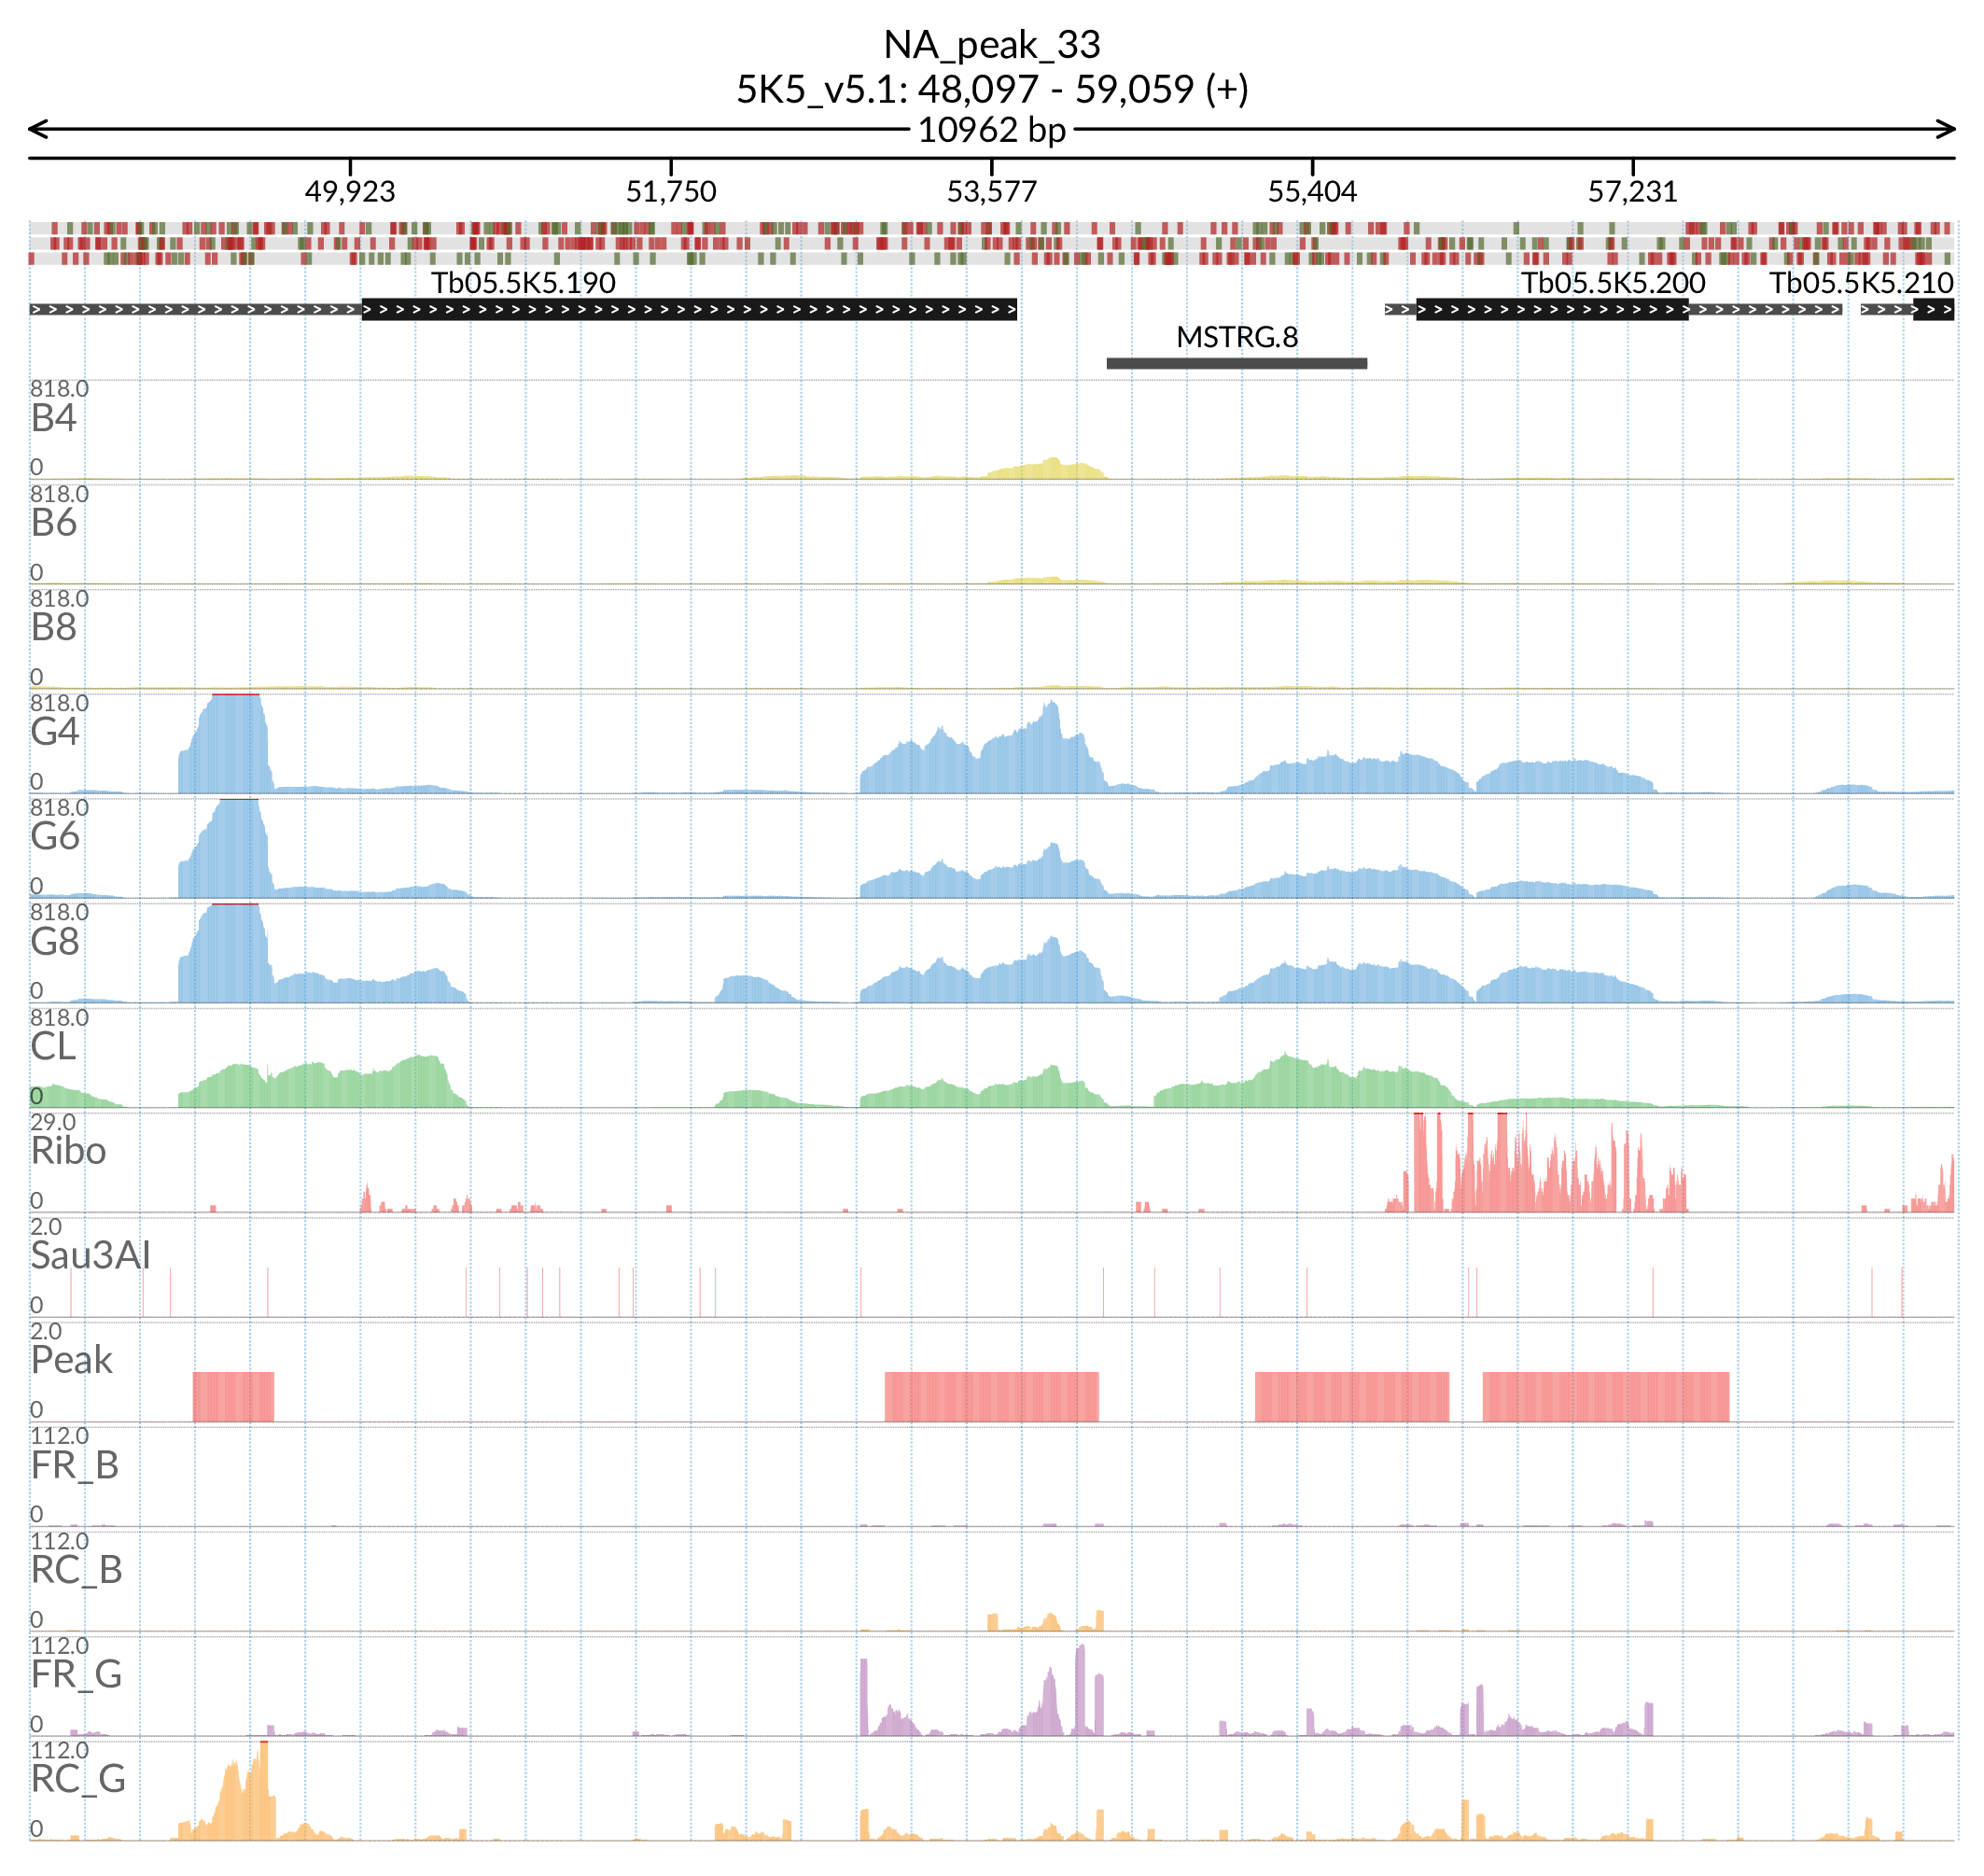 NA_peak_33
5K5_v5.1: 48,097 - 59,059 (+)
10962 bp
49,923 51,750 53,577 55,404 57,231
Tb05.5K5.190 Tb05.5K5.200 Tb05.5K5.210
MSTRG.8
818.0
B4
0
818.0
B6
0
818.0
B8
0
818.0
G4
0
818.0
G6
0
818.0
G8
0
818.0
CL
0
29.0
Ribo
0
2.0
Sau3AI
0
2.0
Peak
0
112.0
FR_B
0
112.0
RC_B
0
112.0
FR_G
0
112.0
RC_G
0